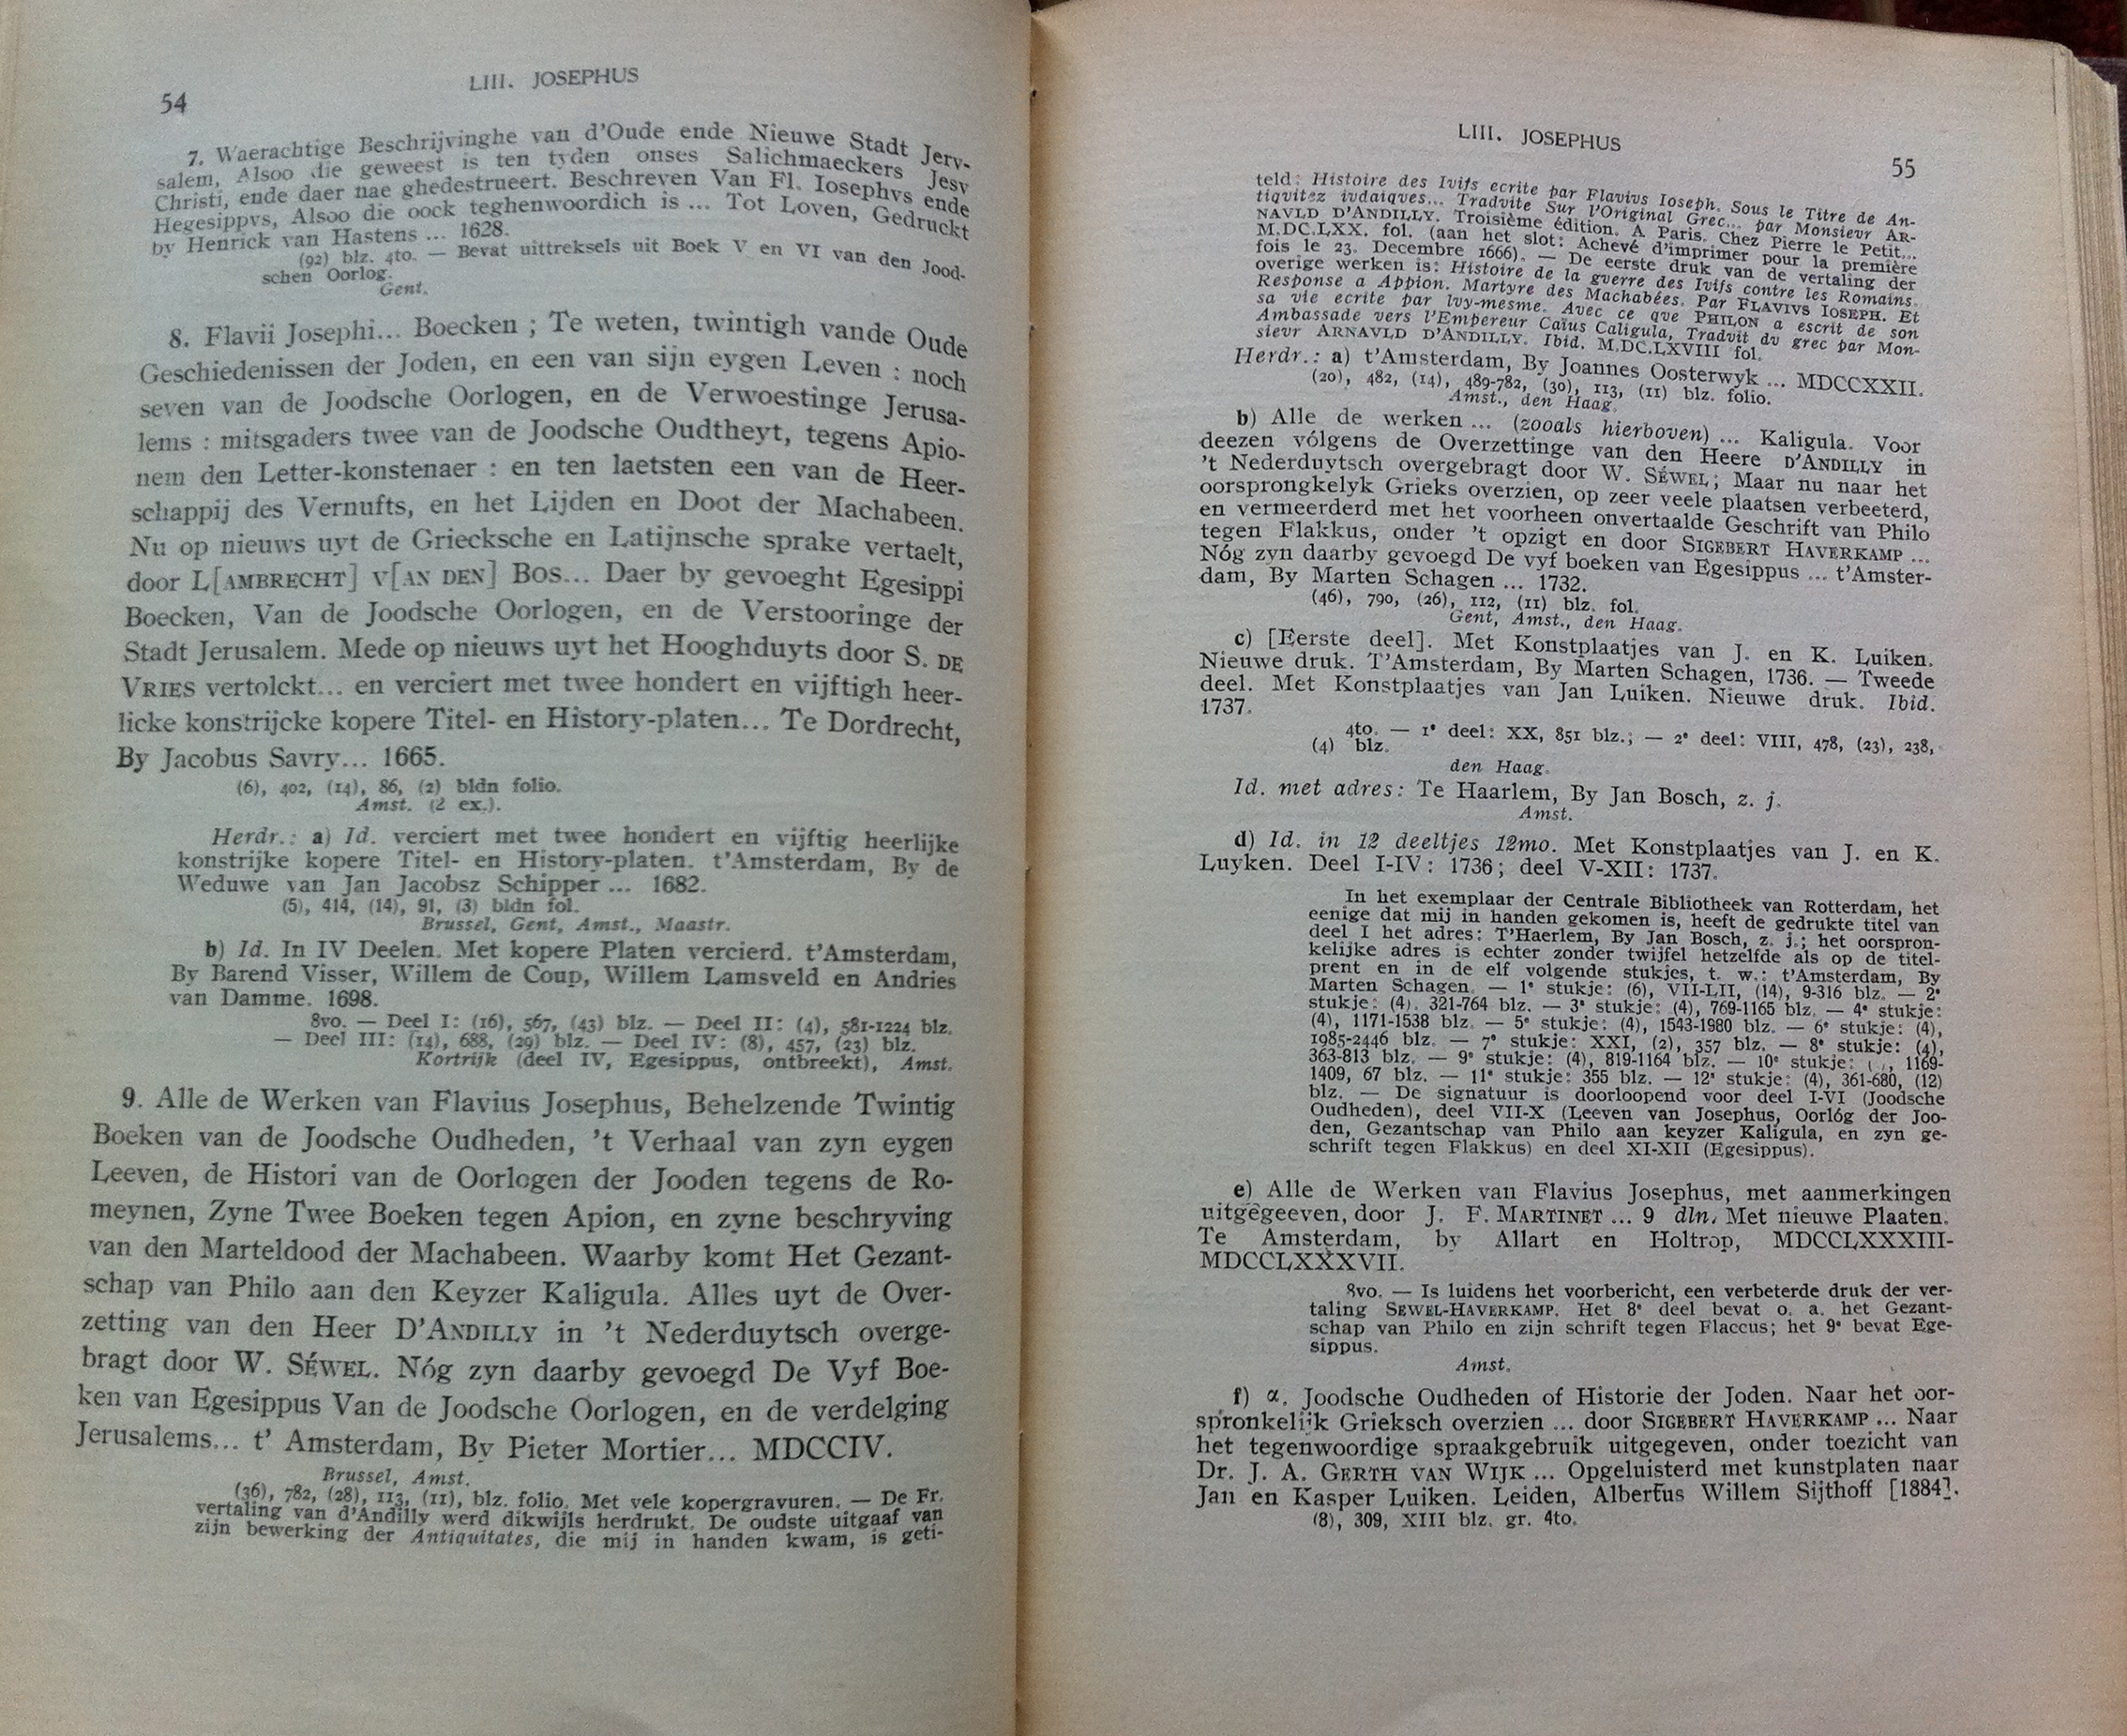 54
LIII. JOSEPHUS
7. Waerachtige Beschrijvinghe van d'Oude ende Nieuwe Stadt Jerv-
salem, Alsoo die geweest is ten tyden onses Salichmaeckers Jesv
Christi, ende daer nae ghedestrueert. Beschreven Van Fl. Iosephvs ende
Hegesippvs, Alsoo die oock teghenwoordich is ... Tot Loven, Gedruckt
by Henrick van Hastens ... 1628.
(92) blz. 4to. — Bevat uittreksels uit Boek V en VI van den Jood-
schen Oorlog.
Gent.
8. Flavii Josephi... Boecken ; Te weten, twintigh vande Oude
Geschiedenissen der Joden, en een van sijn eygen Leven : noch
seven van de Joodsche Oorlogen, en de Verwoestinge Jerusa-
lems : mitsgaders twee van de Joodsche Oudtheyt, tegens Apio-
nem den Letter-konstenaer : en ten laetsten een van de Heer-
schappij des Vernufts, en het Lijden en Doot der Machabeen.
Nu op nieuws uyt de Griecksche en Latijnsche sprake vertaelt,
door L[AMBRECHT] V[AN DEN] BOS... Daer by gevoeght Egesippi
Boecken, Van de Joodsche Oorlogen, en de Verstooringe der
Stadt Jerusalem. Mede op nieuws uyt het Hooghduyts door S. DE
VRIES vertolckt... en verciert met twee hondert en vijftigh heer-
licke konstrijcke kopere Titel- en History-platen... Te Dordrecht,
By Jacobus Savry... 1665.
(6), 402, (14), 86, (2) bldn folio.
Amst. (2 ex.).
Herdr.: a) Id. verciert met twee hondert en vijftig heerlijke
konstrijke kopere Titel- en History-platen. t'Amsterdam, By de
Weduwe van Jan Jacobsz Schipper ... 1682.
(5), 414, (14), 91, (3) bldn fol.
Brussel, Gent, Amst., Maastr.
b) Id. In IV Deelen. Met kopere Platen vercierd. t'Amsterdam,
By Barend Visser, Willem de Coup, Willem Lamsveld en Andries
van Damme. 1698.
8vo. — Deel I: (16), 567, (43) blz. — Deel II: (4), 581-1224 blz.
— Deel III: (14), 688, (29) blz. — Deel IV: (8), 457, (23) blz.
Kortrijk (deel IV, Egesippus, ontbreekt), Amst.
9. Alle de Werken van Flavius Josephus, Behelzende Twintig
Boeken van de Joodsche Oudheden, 't Verhaal van zyn eygen
Leeven, de Histori van de Oorlogen der Jooden tegens de Ro-
meynen, Zyne Twee Boeken tegen Apion, en zyne beschryving
van den Marteldood der Machabeen. Waarby komt Het Gezant-
schap van Philo aan den Keyzer Kaligula. Alles uyt de Over-
zetting van den Heer D'ANDILLY in 't Nederduytsch overge-
bragt door W. SÉWEL. Nóg zyn daarby gevoegd De Vyf Boe-
ken van Egesippus Van de Joodsche Oorlogen, en de verdelging
Jerusalems... t' Amsterdam, By Pieter Mortier... MDCCIV.
Brussel, Amst.
(36), 782, (28), 113, (11), blz. folio. Met vele kopergravuren. — De Fr.
vertaling van d'Andilly werd dikwijls herdrukt. De oudste uitgaaf van
zijn bewerking der Antiquitates, die mij in handen kwam, is geti-
LIII. JOSEPHUS
55
teld: Histoire des Ivifs ecrite par Flavius Ioseph. Sous le Titre de An-
tiqvitez ivdaiqves... Tradvite Sur l'Original Grec... par Monsievr AR-
NAVLD D'ANDILLY. Troisième édition. A Paris. Chez Pierre le Petit...
M.DC.LXX. fol. (aan het slot: Achevé d'imprimer pour la première
fois le 23. Decembre 1666). — De eerste druk van de vertaling der
overige werken is: Histoire de la gverre des Ivifs contre les Romains.
Response a Appion. Martyre des Machabées. Par FLAVIVS IOSEPH. Et
sa vie ecrite par lvy-mesme. Avec ce qve PHILON a escrit de son
Ambassade vers l'Empereur Caïus Caligula, Tradvit dv grec par Mon-
sievr ARNAVLD D'ANDILLY. Ibid. M.DC.LXVIII fol.
Herdr.: a) t'Amsterdam, By Joannes Oosterwyk ... MDCCXXII.
(20), 482, (14), 489-782, (30), 113, (11) blz. folio.
Amst., den Haag.
b) Alle de werken ... (zooals hierboven) ... Kaligula. Voor
deezen vólgens de Overzettinge van den Heere D'ANDILLY in
't Nederduytsch overgebragt door W. SÉWEL; Maar nu naar het
oorsprongkelyk Grieks overzien, op zeer veele plaatsen verbeeterd,
en vermeerderd met het voorheen onvertaalde Geschrift van Philo
tegen Flakkus, onder 't opzigt en door SIGEBERT HAVERKAMP ...
Nóg zyn daarby gevoegd De vyf boeken van Egesippus ... t'Amster-
dam, By Marten Schagen ... 1732.
(46), 790, (26), 112, (11) blz. fol.
Gent, Amst., den Haag.
c) [Eerste deel]. Met Konstplaatjes van J. en K. Luiken.
Nieuwe druk. T'Amsterdam, By Marten Schagen, 1736. — Tweede
deel. Met Konstplaatjes van Jan Luiken. Nieuwe druk. Ibid.
1737.
4to. — 1e deel: XX, 851 blz.; — 2e deel: VIII, 478, (23), 238,
(4) blz.
den Haag.
Id. met adres: Te Haarlem, By Jan Bosch, z. j.
Amst.
d) Id. in 12 deeltjes 12mo. Met Konstplaatjes van J. en K.
Luyken. Deel I-IV: 1736; deel V-XII: 1737.
In het exemplaar der Centrale Bibliotheek van Rotterdam, het
eenige dat mij in handen gekomen is, heeft de gedrukte titel van
deel I het adres: T'Haerlem, By Jan Bosch, z. j.; het oorspron-
kelijke adres is echter zonder twijfel hetzelfde als op de titel-
prent en in de elf volgende stukjes, t. w.: t'Amsterdam, By
Marten Schagen. — 1e stukje: (6), VII-LII, (14), 9-316 blz. — 2e
stukje: (4), 321-764 blz. — 3e stukje: (4), 769-1165 blz. — 4e stukje:
(4), 1171-1538 blz. — 5e stukje: (4), 1543-1980 blz. — 6e stukje: (4),
1985-2446 blz. — 7e stukje: XXI, (2), 357 blz. — 8e stukje: (4),
363-813 blz. — 9e stukje: (4), 819-1164 blz. — 10e stukje: 1169-
1409, 67 blz. — 11e stukje: 355 blz. — 12e stukje: (4), 361-680, (12)
blz. — De signatuur is doorloopend voor deel I-VI (Joodsche
Oudheden), deel VII-X (Leeven van Josephus, Oorlóg der Joo-
den, Gezantschap van Philo aan keyzer Kaligula, en zyn ge-
schrift tegen Flakkus) en deel XI-XII (Egesippus).
e) Alle de Werken van Flavius Josephus, met aanmerkingen
uitgegeeven, door J. F. MARTINET ... 9 dln. Met nieuwe Plaaten.
Te Amsterdam, by Allart en Holtrop, MDCCLXXXIII-
MDCCLXXXVII.
8vo. — Is luidens het voorbericht, een verbeterde druk der ver-
taling SEWEL-HAVERKAMP. Het 8e deel bevat o. a. het Gezant-
schap van Philo en zijn schrift tegen Flaccus; het 9e bevat Ege-
sippus.
Amst.
f) α. Joodsche Oudheden of Historie der Joden. Naar het oor-
spronkelijk Grieksch overzien ... door SIGEBERT HAVERKAMP ... Naar
het tegenwoordige spraakgebruik uitgegeven, onder toezicht van
Dr. J. A. GERTH VAN WIJK ... Opgeluisterd met kunstplaten naar
Jan en Kasper Luiken. Leiden, Albertus Willem Sijthoff [1884].
(8), 309, XIII blz. gr. 4to.